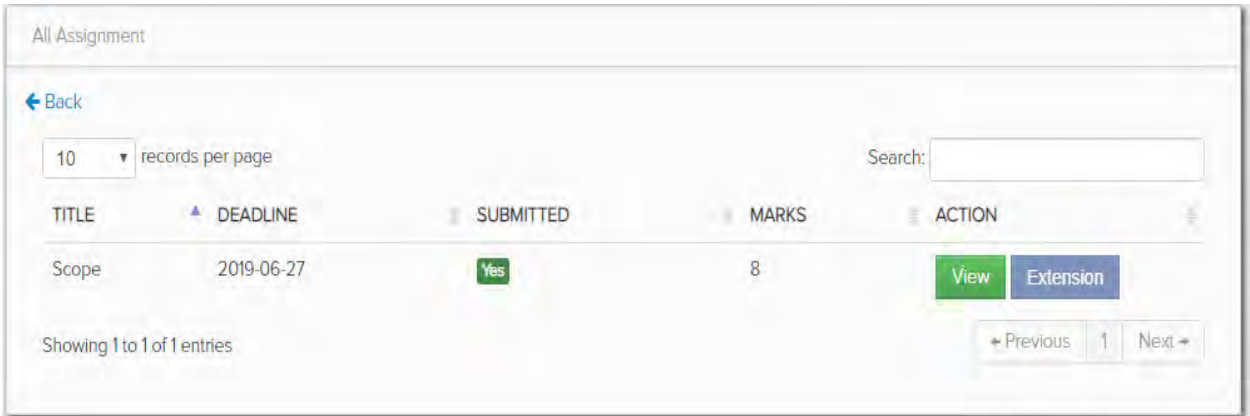 All Assignment
Back
10 records per page Search:
TITLE DEADLINE SUBMITTED MARKS ACTION
Scope 2019-06-27 Yes 8 View Extension
Showing 1 to 1 of 1 entries ← Previous 1 Next →